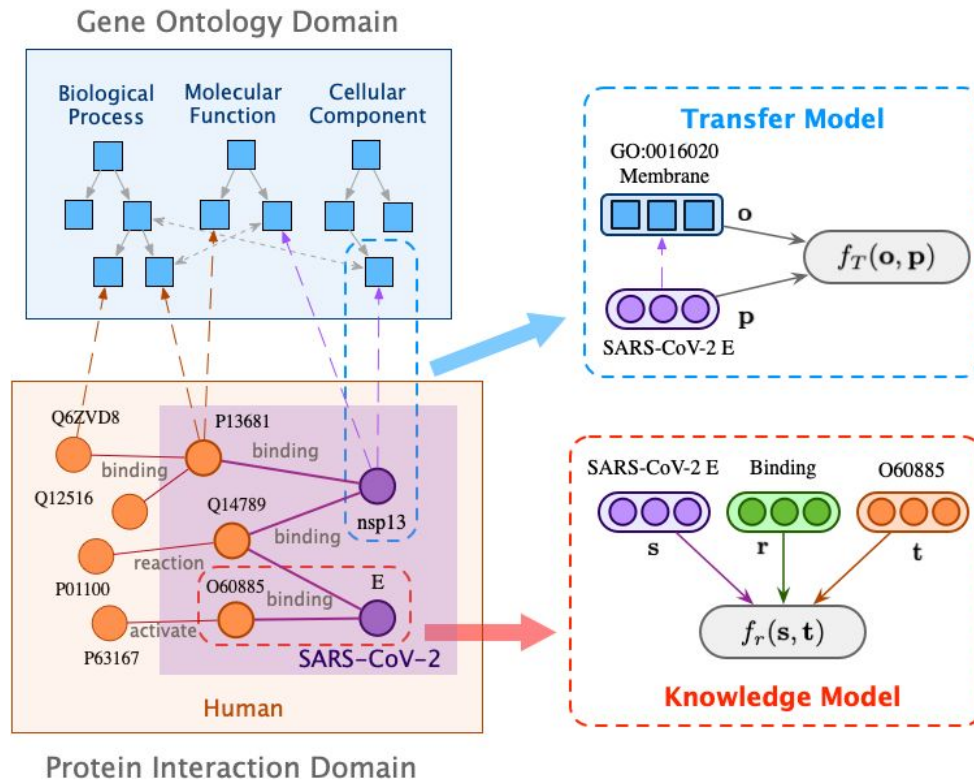 Gene Ontology Domain
Biological Process
Molecular Function
Cellular Component
Q6ZVD8
P13681
binding
binding
Q12516
Q14789
nsp13
binding
reaction
P01100
O60885
E
binding
activate
P63167
SARS-CoV-2
Human
Protein Interaction Domain
Transfer Model
GO:0016020
Membrane
o
f_T(o, p)
p
SARS-CoV-2 E
SARS-CoV-2 E
Binding
O60885
s
r
t
f_r(s, t)
Knowledge Model